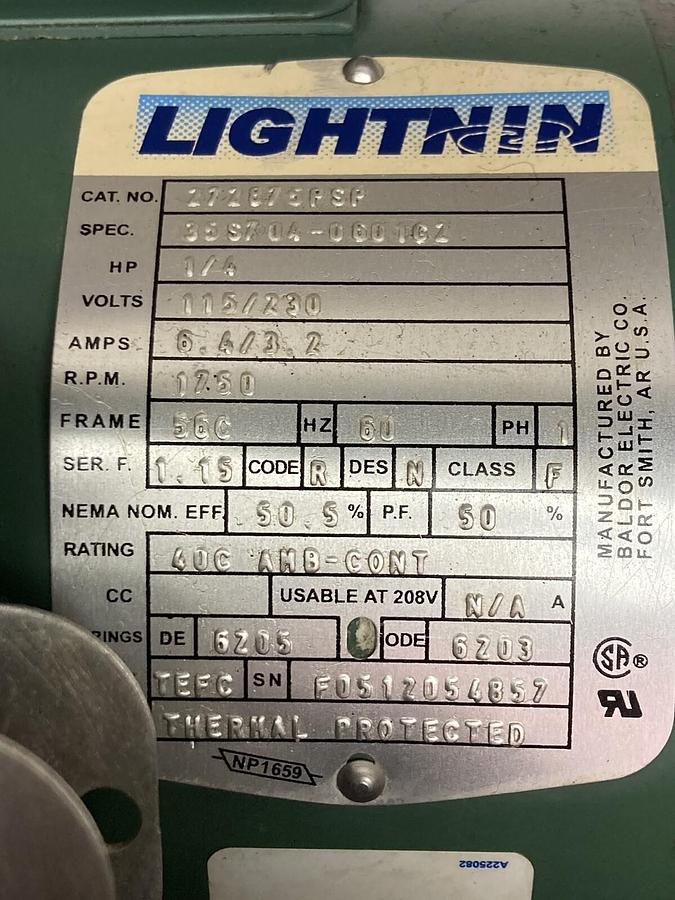 LIGHTNIN
CAT. NO.
SPEC.
HP 1/4
VOLTS 115/230
AMPS 6.4/3.2
R.P.M. 1750
FRAME 56C HZ 60 PH 1
SER. F. 1.15 CODE R DES N CLASS F
NEMA NOM. EFF. 50.5 % P.F. 50 %
RATING 40C AMB-CONT
CC USABLE AT 208V N/A A
RINGS DE 6205 ODE 6203
TEFC SN F0512054857
THERMAL PROTECTED
NP1659
MANUFACTURED BY
BALDOR ELECTRIC CO.
FORT SMITH, AR U.S.A.
SA ®
A225082